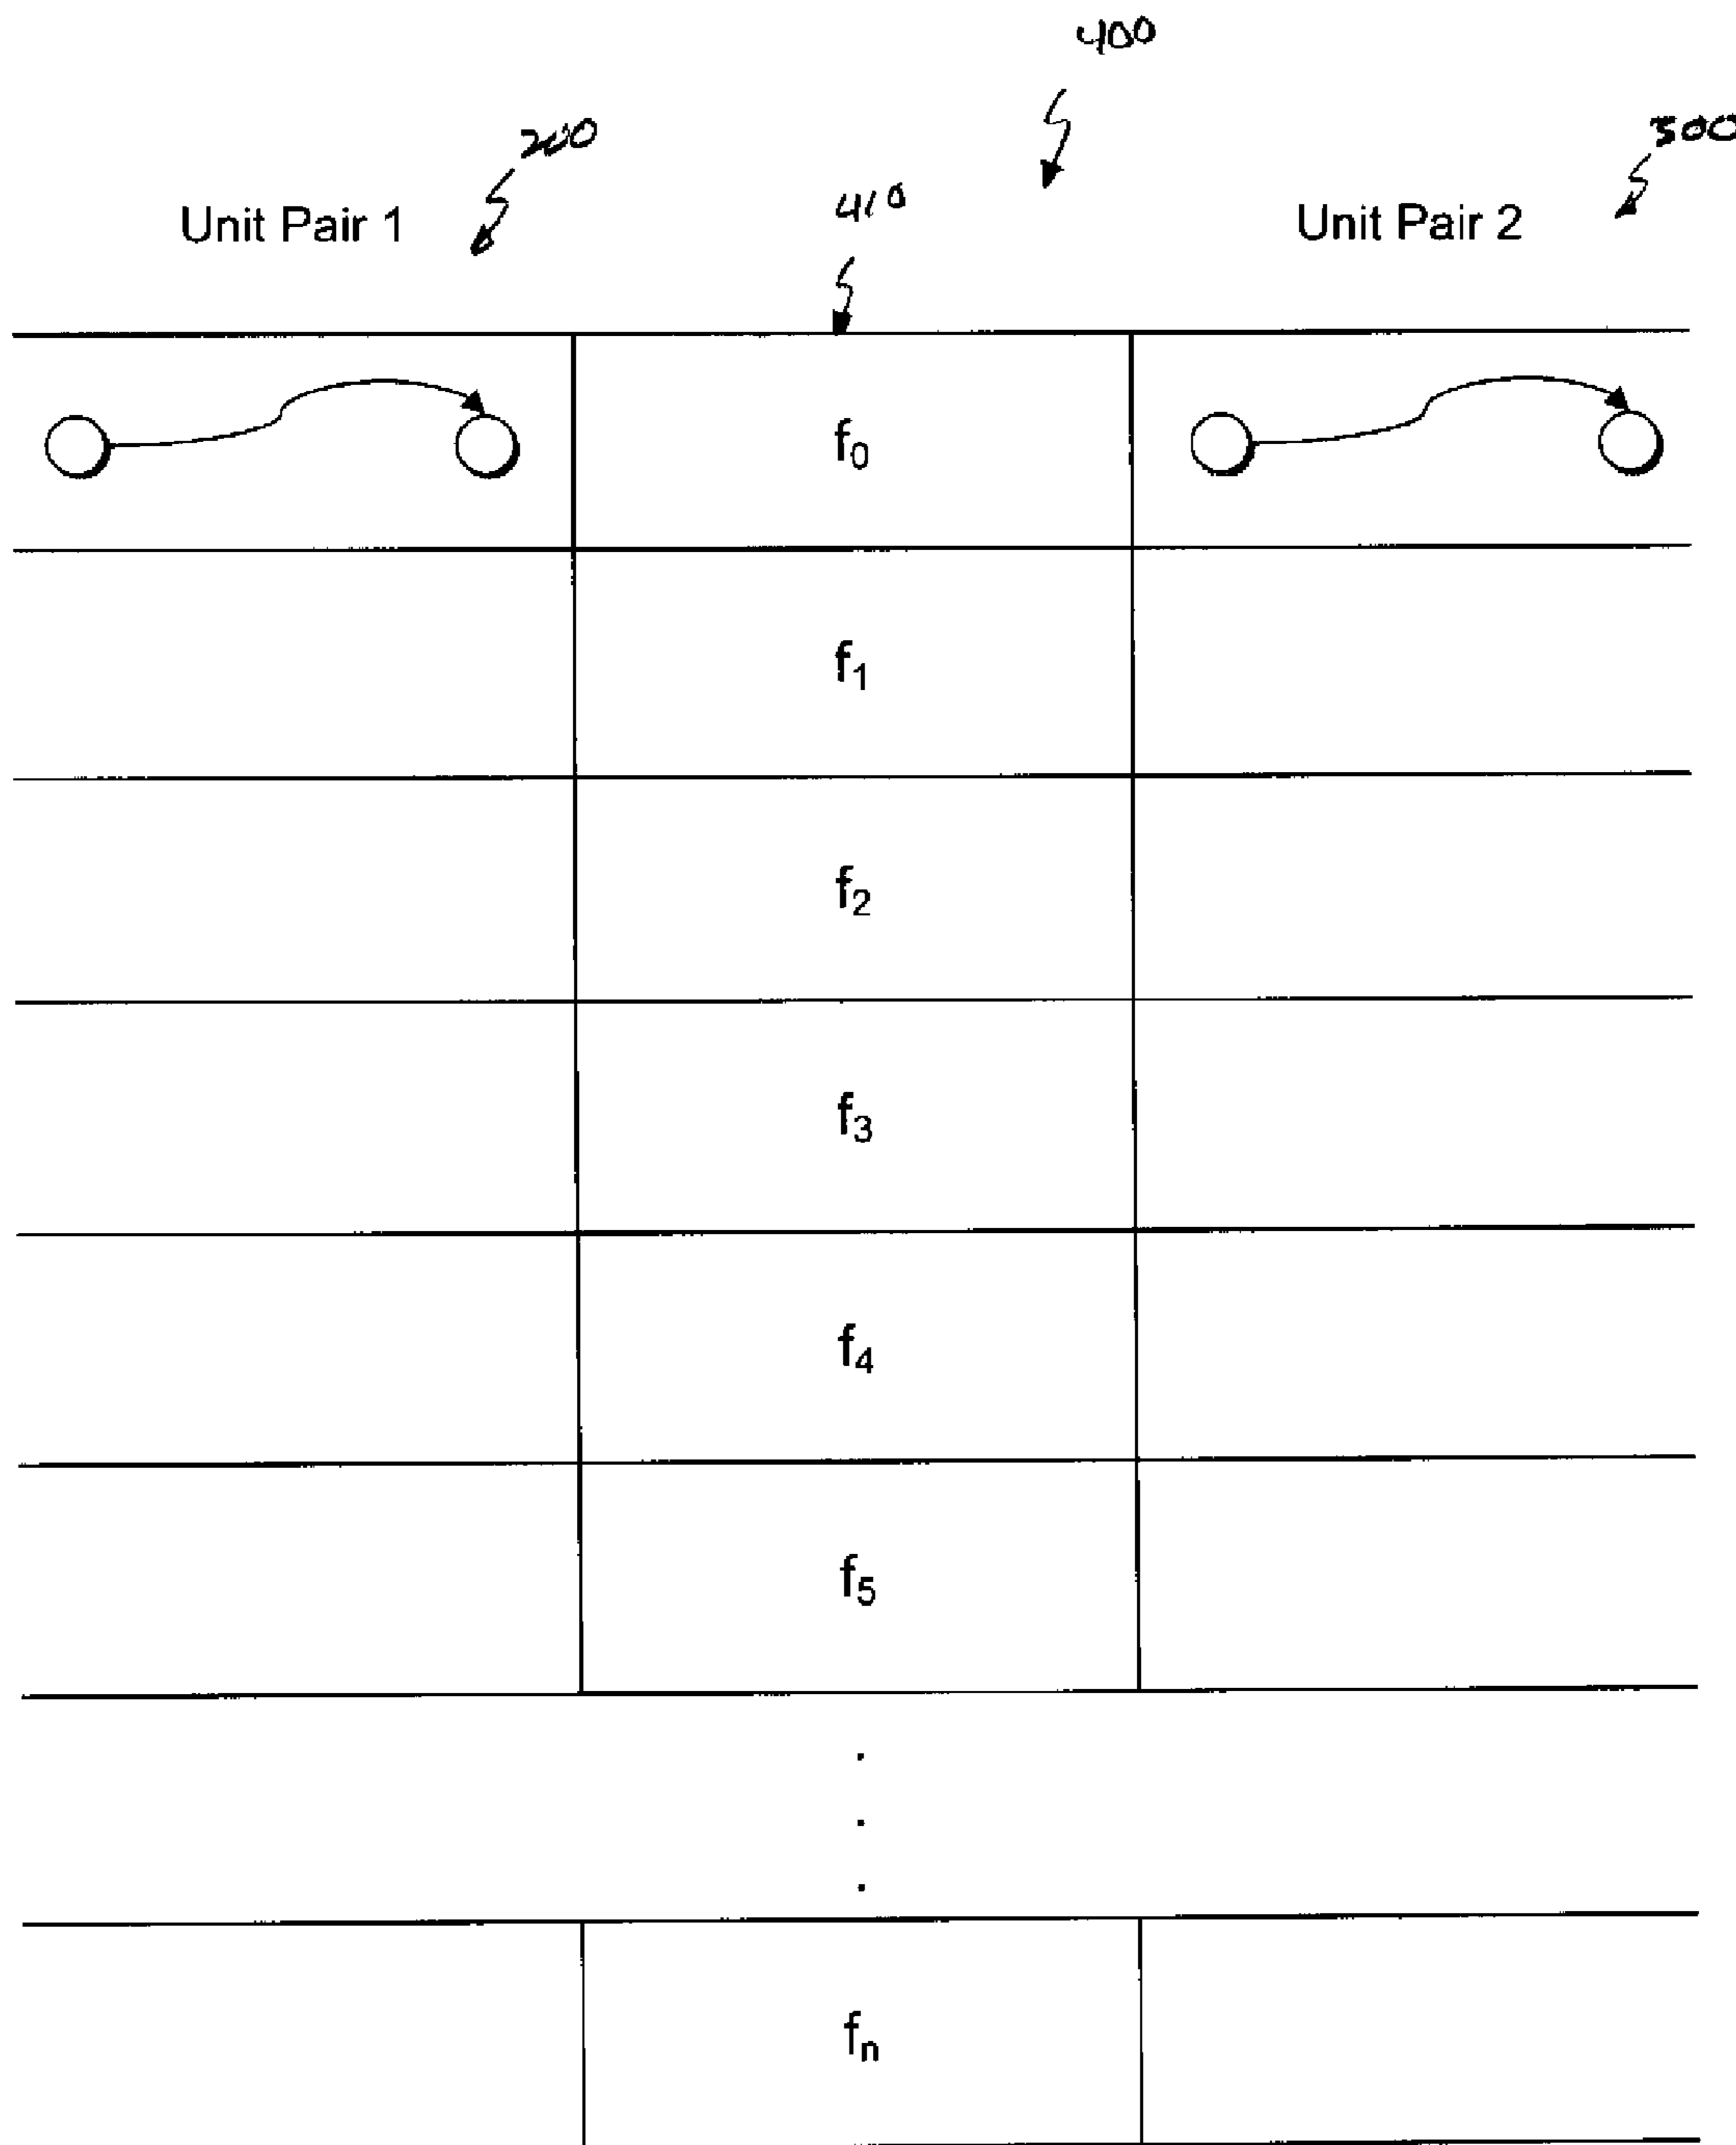 400
200
300
410
Unit Pair 1
Unit Pair 2
f₀
f₁
f₂
f₃
f₄
f₅
.
.
.
fₙ